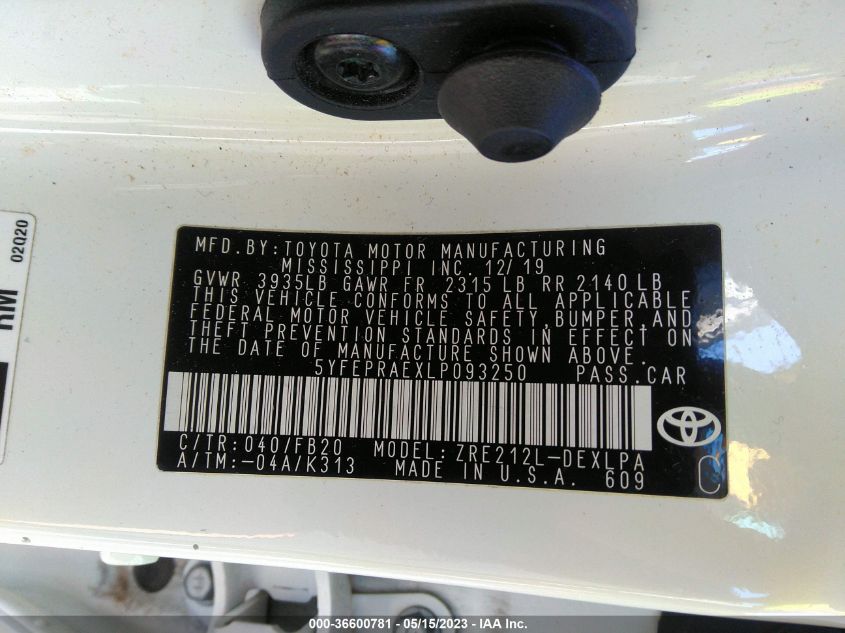 02Q20
RM
MFD. BY: TOYOTA MOTOR MANUFACTURING
MISSISSIPPI INC. 12/19
GVWR 3935LB GAWR FR 2315 LB RR 2140 LB
THIS VEHICLE CONFORMS TO ALL APPLICABLE
FEDERAL MOTOR VEHICLE SAFETY, BUMPER, AND
THEFT PREVENTION STANDARDS IN EFFECT ON
THE DATE OF MANUFACTURE SHOWN ABOVE.
5YFEPRAEXLP093250 PASS. CAR
C/TR: 040/FB20 MODEL: ZRE212L-DEXLPA
A/TM: -04A/K313 MADE IN U.S.A. 609
C
000-36600781 - 05/15/2023 - IAA Inc.